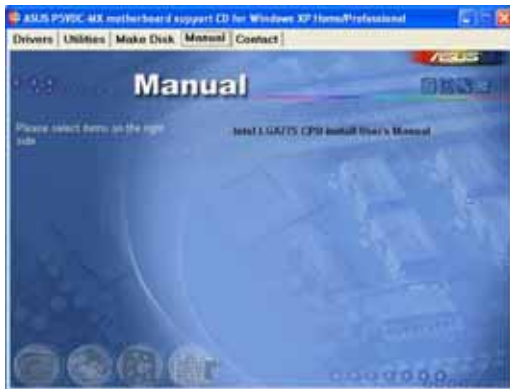 ASUS P5VDC-MX motherboard support CD for Windows XP Home/Professional
Drivers Utilities Make Disk Manual Contact
ASUS
Manual
Please select items on the right
side
Intel LGA775 CPU Install User's Manual